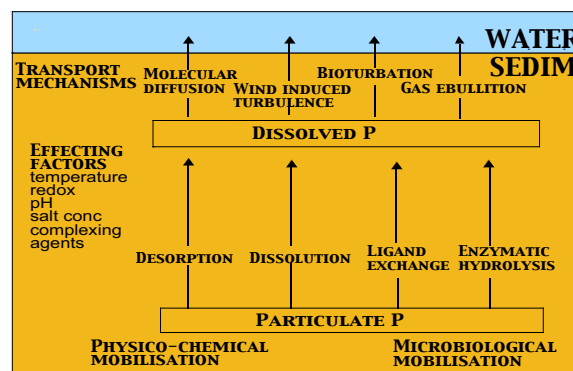 WATER
SEDIM
TRANSPORT
MECHANISMS
MOLECULAR
DIFFUSION
WIND INDUCED
TURBULENCE
BIOTURBATION
GAS EBULLITION
DISSOLVED P
EFFECTING
FACTORS
temperature
redox
pH
salt conc
complexing
agents
DESORPTION
DISSOLUTION
LIGAND
EXCHANGE
ENZYMATIC
HYDROLYSIS
PARTICULATE P
PHYSICO-CHEMICAL
MOBILISATION
MICROBIOLOGICAL
MOBILISATION